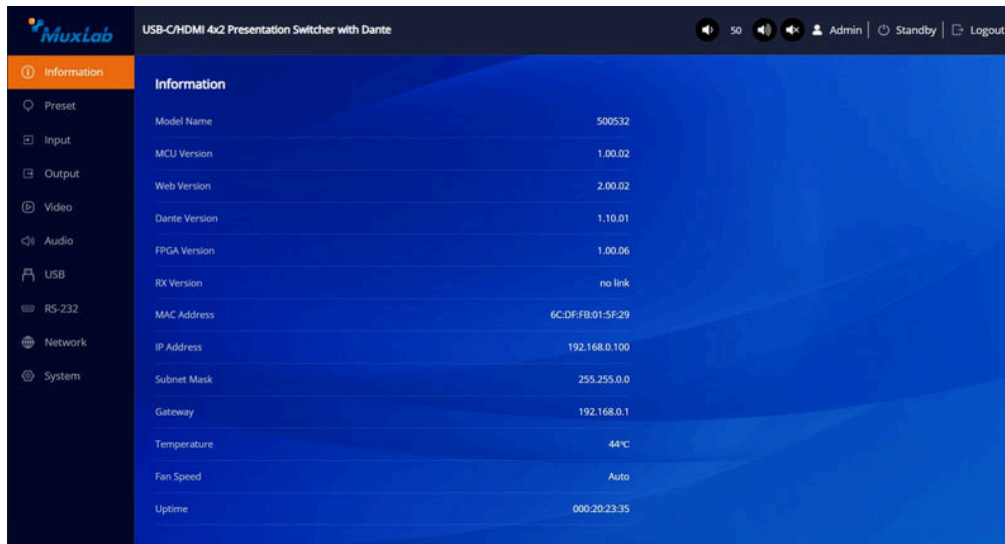 MuxLab
USB-C/HDMI 4x2 Presentation Switcher with Dante
50
Admin | Standby | Logout
Information
Preset
Input
Output
Video
Audio
USB
RS-232
Network
System
Information
Model Name 500532
MCU Version 1.00.02
Web Version 2.00.02
Dante Version 1.10.01
FPGA Version 1.00.06
RX Version no link
MAC Address 6C:DF:FB:01:5F:29
IP Address 192.168.0.100
Subnet Mask 255.255.0.0
Gateway 192.168.0.1
Temperature 44℃
Fan Speed Auto
Uptime 000:20:23:35